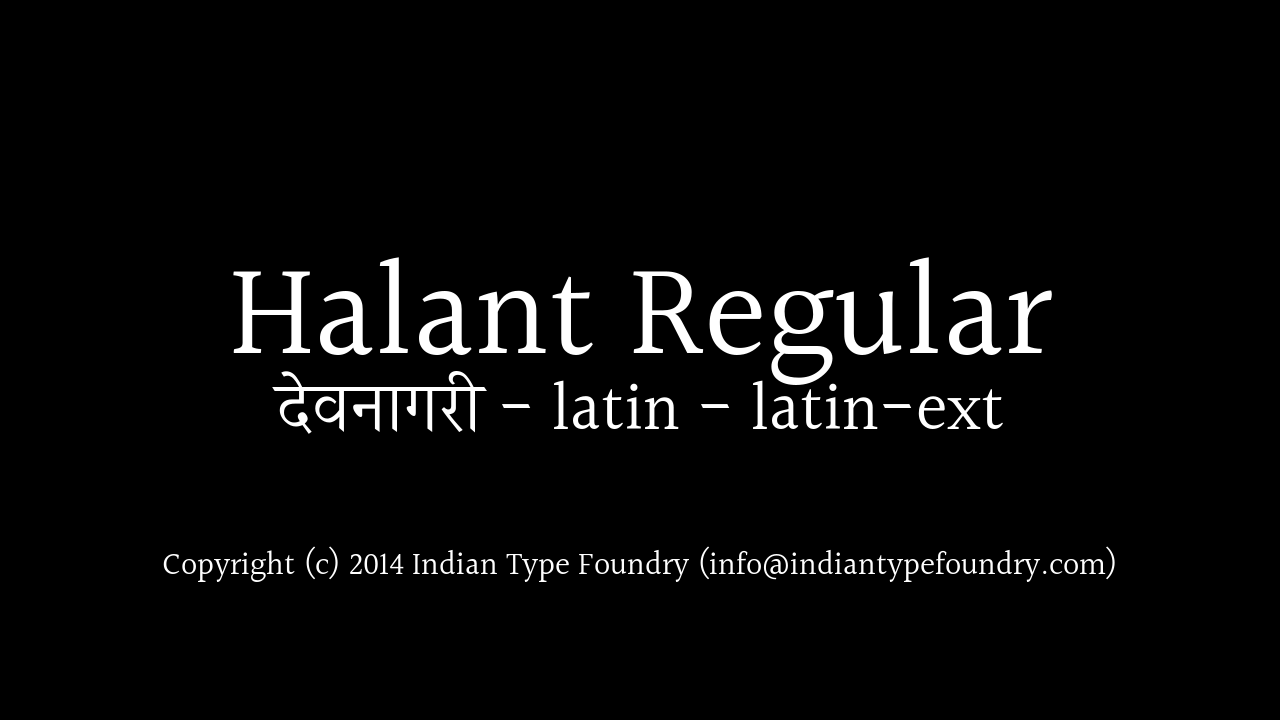 Halant Regular
देवनागरी - latin - latin-ext
Copyright (c) 2014 Indian Type Foundry (info@indiantypefoundry.com)